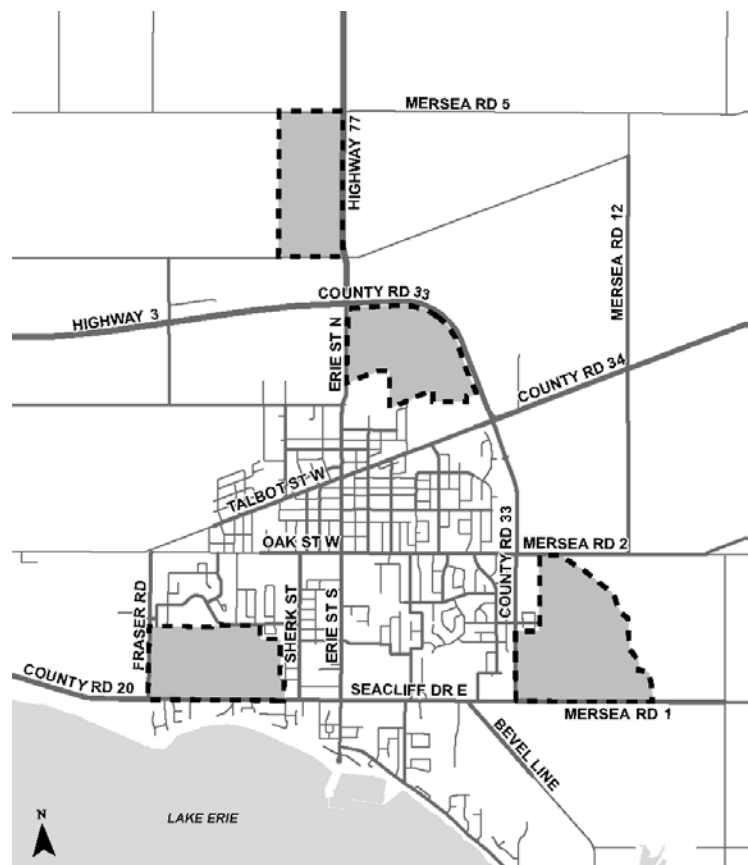 MERSEA RD 5
HIGHWAY 77
MERSEA RD 12
COUNTY RD 33
HIGHWAY 3
ERIE ST N
COUNTY RD 34
TALBOT ST W
OAK ST W
COUNTY RD 33
MERSEA RD 2
FRASER RD
SHERK ST
ERIE ST S
COUNTY RD 20
SEACLIFF DR E
MERSEA RD 1
BEVEL LINE
N
LAKE ERIE